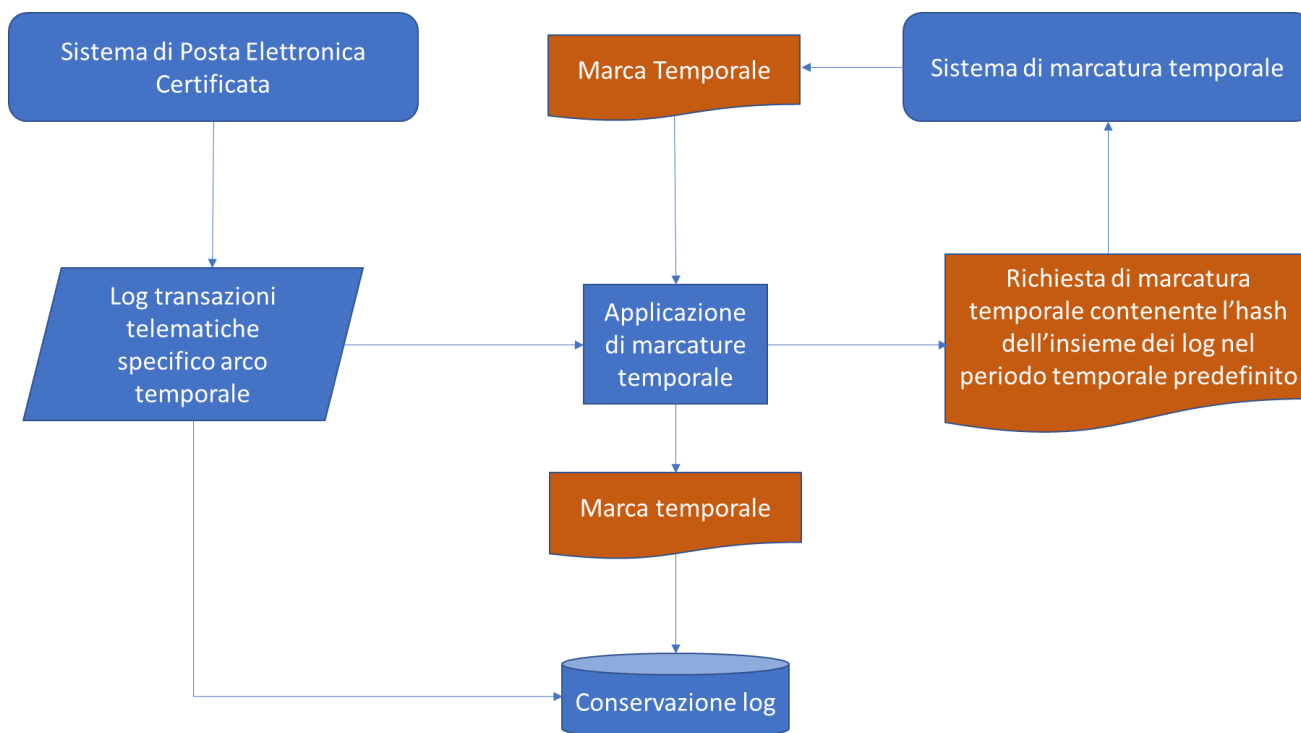 Sistema di Posta Elettronica
Certificata
Marca Temporale
Sistema di marcatura temporale
Log transazioni
telematiche
specifico arco
temporale
Applicazione
di marcature
temporale
Richiesta di marcatura
temporale contenente l’hash
dell’insieme dei log nel
periodo temporale predefinito
Marca temporale
Conservazione log